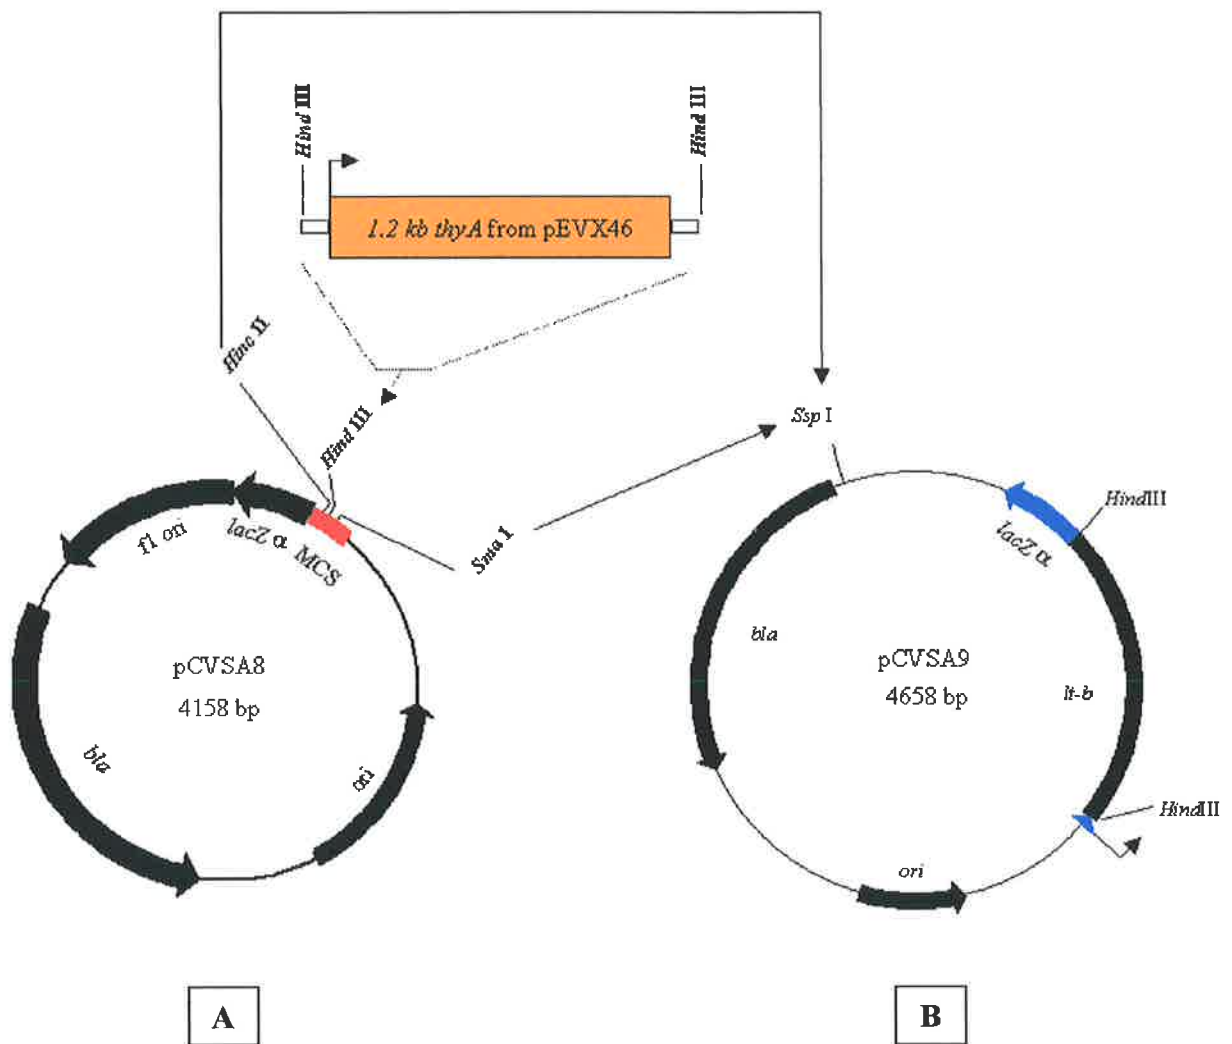 Hind III
Hind III
1.2 kb thyA from pEVX46
Hinc II
Hind III
Ssp I
HindIII
f1 ori
lacZ α
MCS
Sma I
lacZ α
bla
pCVSA8
4158 bp
pCVSA9
4658 bp
lt-b
bla
ori
HindIII
ori
A
B